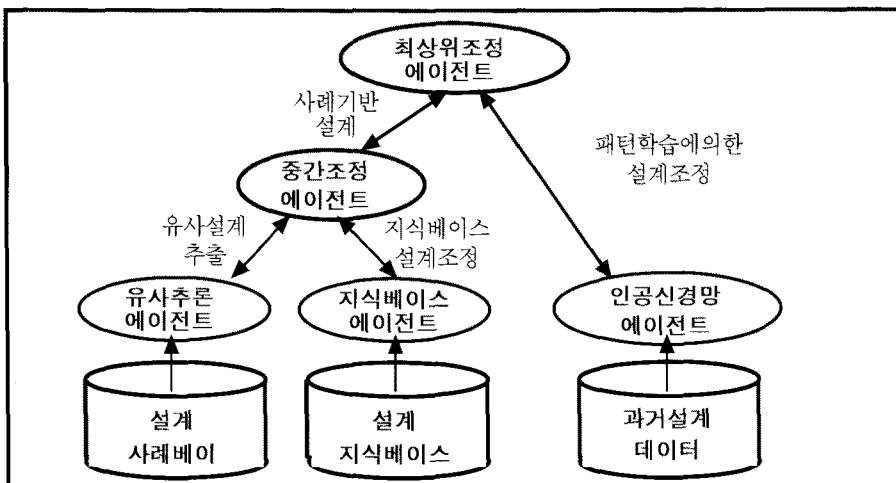 최상위조정
에이전트
사례기반
설계
패턴학습에의한
설계조정
중간조정
에이전트
유사설계
추출
지식베이스
설계조정
유사추론
에이전트
지식베이스
에이전트
인공신경망
에이전트
설계
사례베이
설계
지식베이스
과거설계
데이터